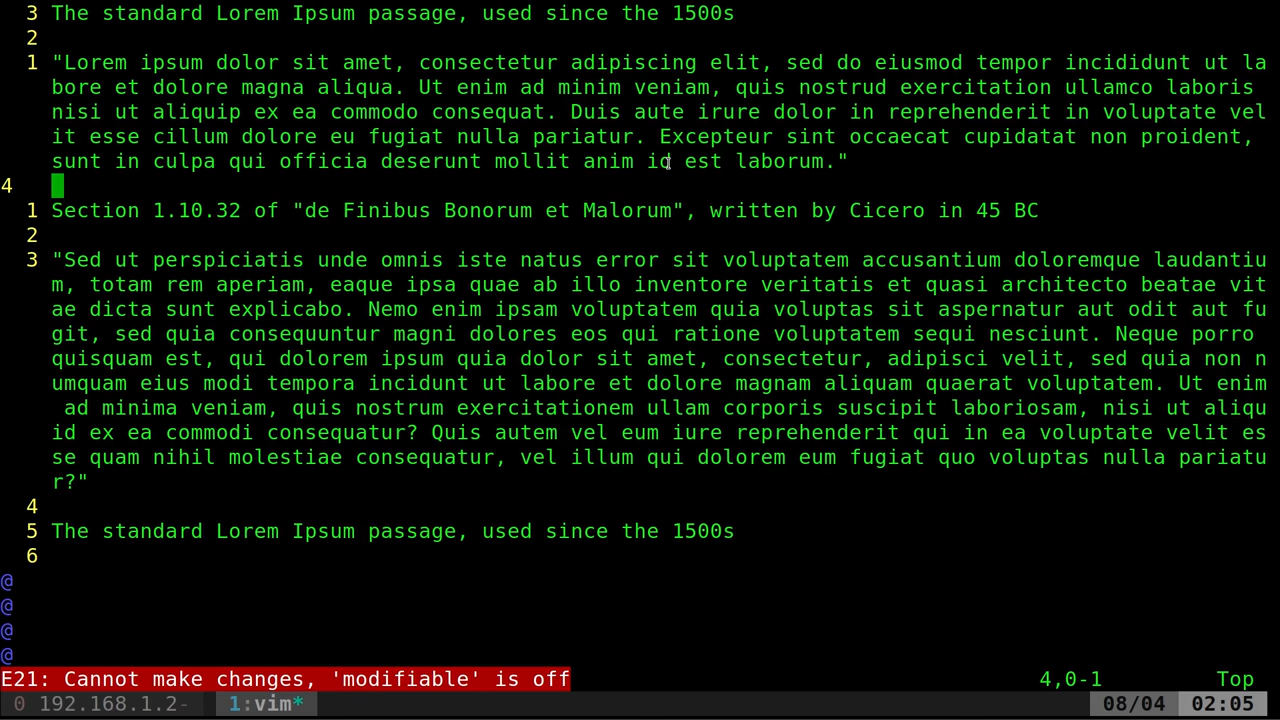 3 The standard Lorem Ipsum passage, used since the 1500s
2
1 "Lorem ipsum dolor sit amet, consectetur adipiscing elit, sed do eiusmod tempor incididunt ut la
bore et dolore magna aliqua. Ut enim ad minim veniam, quis nostrud exercitation ullamco laboris
nisi ut aliquip ex ea commodo consequat. Duis aute irure dolor in reprehenderit in voluptate vel
it esse cillum dolore eu fugiat nulla pariatur. Excepteur sint occaecat cupidatat non proident,
sunt in culpa qui officia deserunt mollit anim id est laborum."
4
1 Section 1.10.32 of "de Finibus Bonorum et Malorum", written by Cicero in 45 BC
2
3 "Sed ut perspiciatis unde omnis iste natus error sit voluptatem accusantium doloremque laudantiu
m, totam rem aperiam, eaque ipsa quae ab illo inventore veritatis et quasi architecto beatae vit
ae dicta sunt explicabo. Nemo enim ipsam voluptatem quia voluptas sit aspernatur aut odit aut fu
git, sed quia consequuntur magni dolores eos qui ratione voluptatem sequi nesciunt. Neque porro
quisquam est, qui dolorem ipsum quia dolor sit amet, consectetur, adipisci velit, sed quia non n
umquam eius modi tempora incidunt ut labore et dolore magnam aliquam quaerat voluptatem. Ut enim
ad minima veniam, quis nostrum exercitationem ullam corporis suscipit laboriosam, nisi ut aliqu
id ex ea commodi consequatur? Quis autem vel eum iure reprehenderit qui in ea voluptate velit es
se quam nihil molestiae consequatur, vel illum qui dolorem eum fugiat quo voluptas nulla pariatu
r?"
4
5 The standard Lorem Ipsum passage, used since the 1500s
6
@
@
@
@
E21: Cannot make changes, 'modifiable' is off 4,0-1 Top
0 192.168.1.2- 1:vim* 08/04 02:05